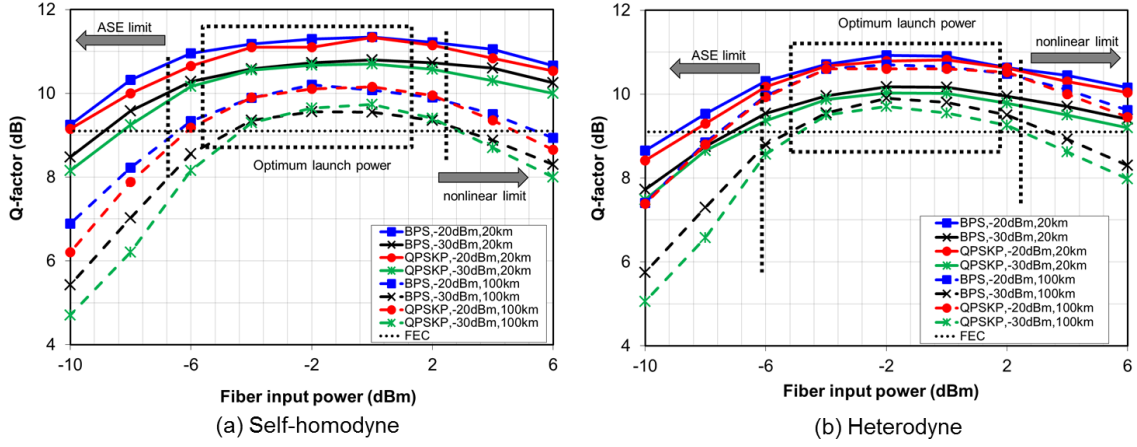 12
10
8
6
4
Q-factor (dB)
-10
-6
-2
2
6
Fiber input power (dBm)
ASE limit
Optimum launch power
nonlinear limit
BPS,-20dBm,20km
BPS,-30dBm,20km
QPSKP,-20dBm,20km
QPSKP,-30dBm,20km
BPS,-20dBm,100km
BPS,-30dBm,100km
QPSKP,-20dBm,100km
QPSKP,-30dBm,100km
FEC
(a) Self-homodyne
12
10
8
6
4
Q-factor (dB)
-10
-6
-2
2
6
Fiber input power (dBm)
Optimum launch power
ASE limit
nonlinear limit
BPS,-20dBm,20km
BPS,-30dBm,20km
QPSKP,-20dBm,20km
QPSKP,-30dBm,20km
BPS,-20dBm,100km
BPS,-30dBm,100km
QPSKP,-20dBm,100km
QPSKP,-30dBm,100km
FEC
(b) Heterodyne